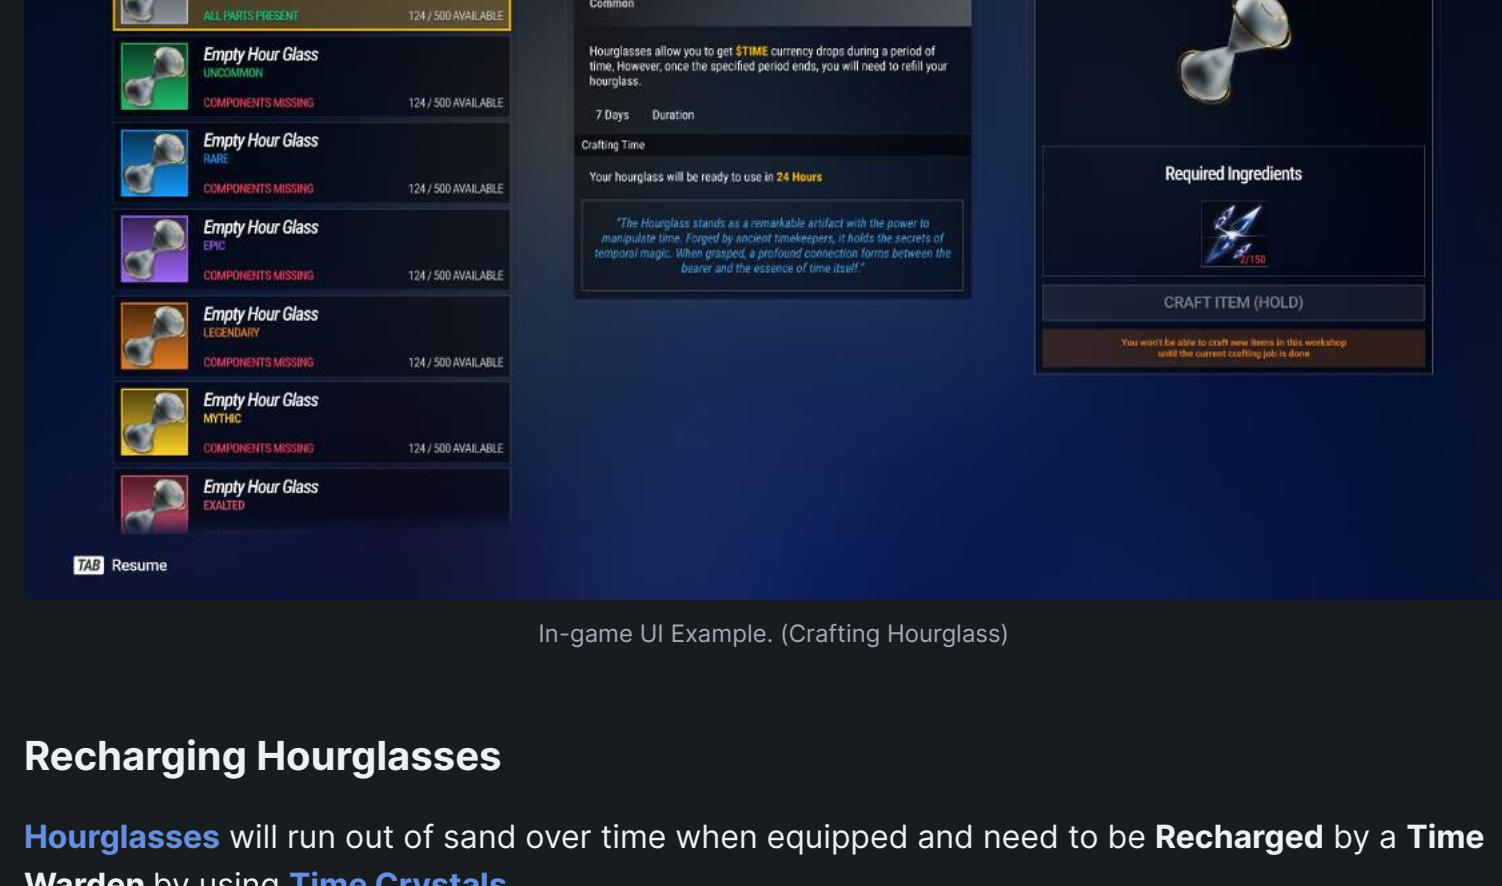 ALL PARTS PRESENT 124 / 500 AVAILABLE
Empty Hour Glass
UNCOMMON
COMPONENTS MISSING 124 / 500 AVAILABLE
Empty Hour Glass
RARE
COMPONENTS MISSING 124 / 500 AVAILABLE
Empty Hour Glass
EPIC
COMPONENTS MISSING 124 / 500 AVAILABLE
Empty Hour Glass
LEGENDARY
COMPONENTS MISSING 124 / 500 AVAILABLE
Empty Hour Glass
MYTHIC
COMPONENTS MISSING 124 / 500 AVAILABLE
Empty Hour Glass
EXALTED
Common
Hourglasses allow you to get $TIME currency drops during a period of
time, However, once the specified period ends, you will need to refill your
hourglass.
7 Days Duration
Crafting Time
Your hourglass will be ready to use in 24 Hours
"The Hourglass stands as a remarkable artifact with the power to
manipulate time. Forged by ancient timekeepers, it holds the secrets of
temporal magic. When grasped, a profound connection forms between the
bearer and the essence of time itself."
Required Ingredients
2/150
CRAFT ITEM (HOLD)
You won't be able to craft new items in this workshop
until the current crafting job is done
TAB Resume
In-game UI Example. (Crafting Hourglass)
Recharging Hourglasses
Hourglasses will run out of sand over time when equipped and need to be Recharged by a Time
Warden by using Time Crystals